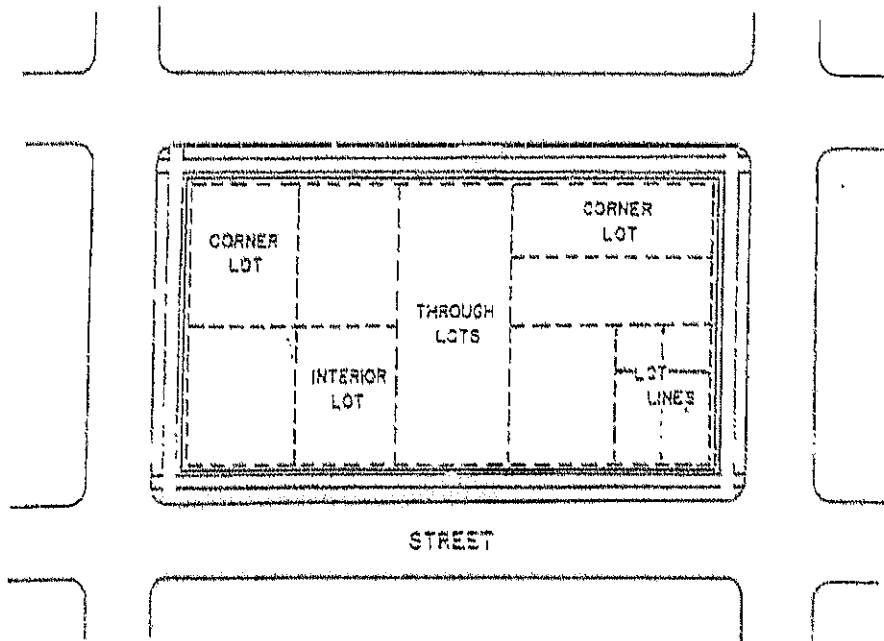 CORNER
LOT
CORNER
LOT
THROUGH
LOTS
INTERIOR
LOT
LOT
LINES
STREET